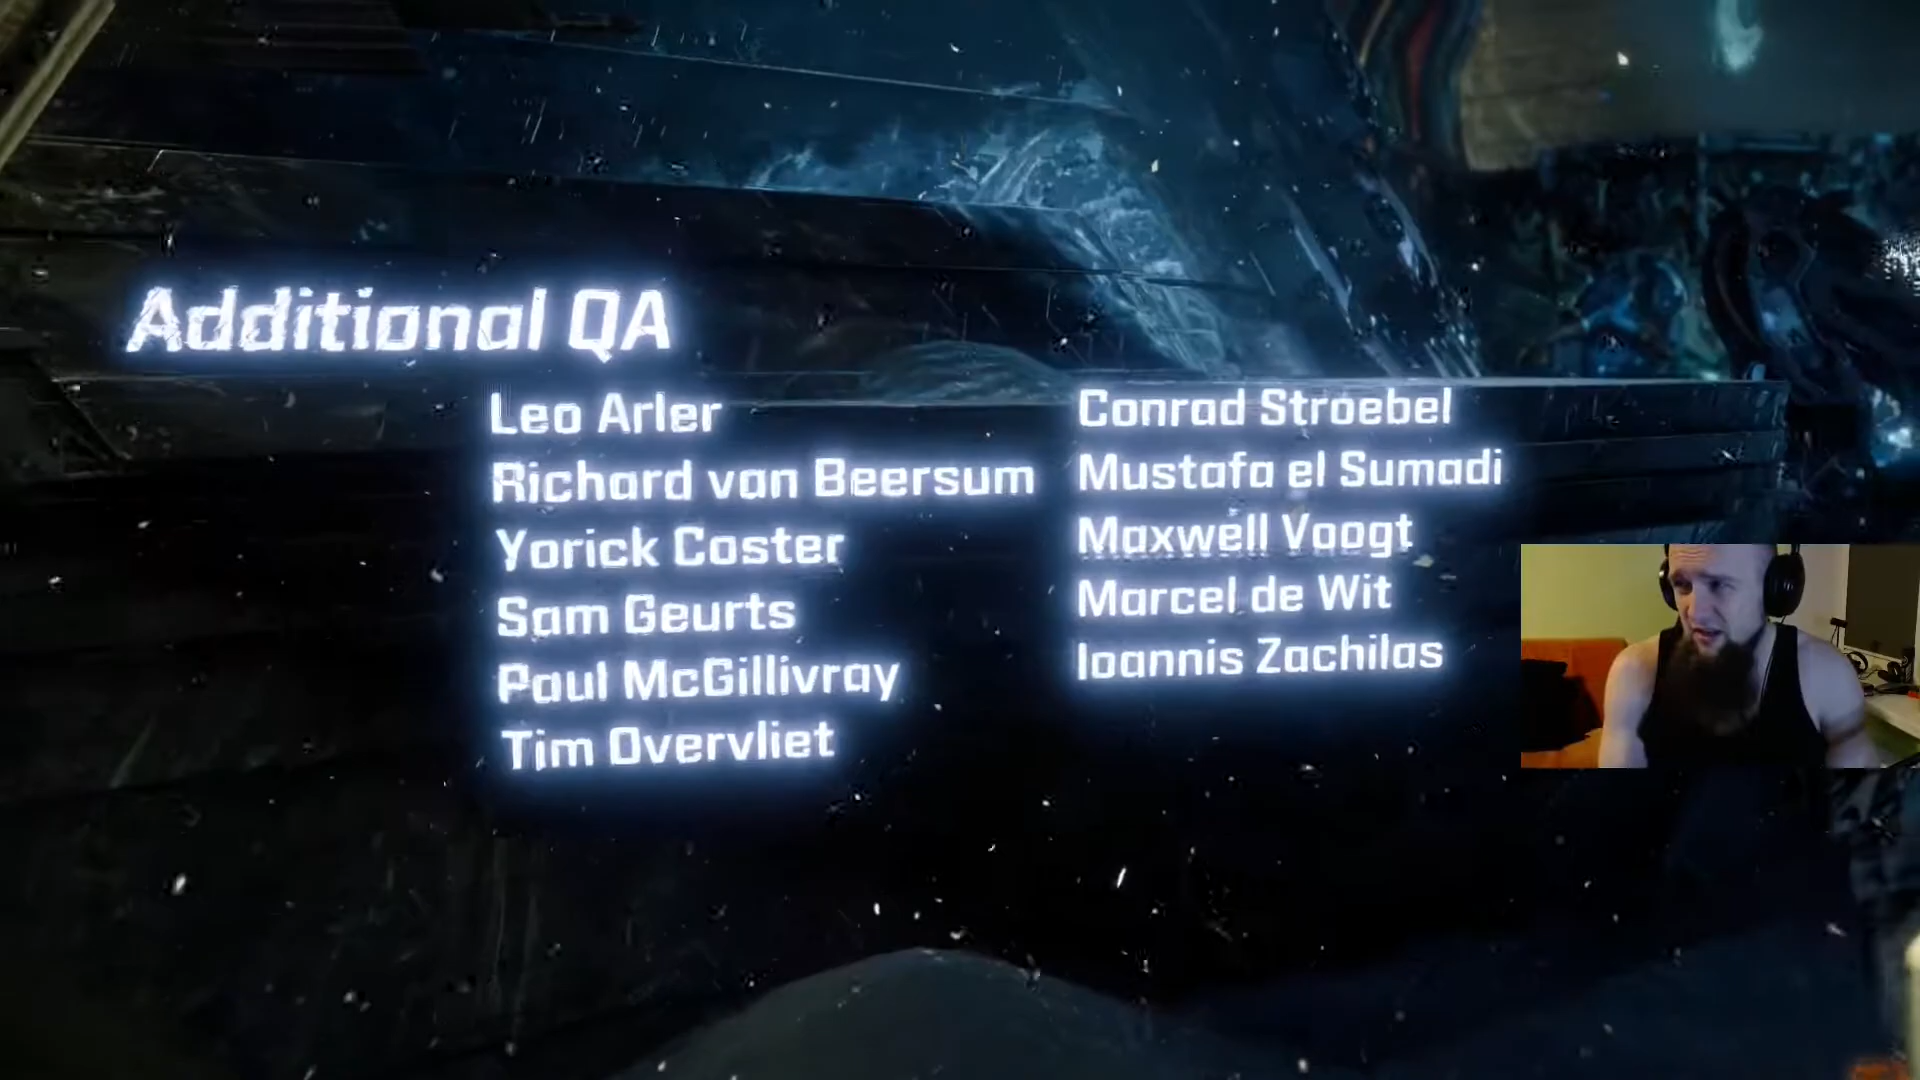 Additional QA
Leo Arler
Richard van Beersum
Yorick Coster
Sam Geurts
Paul McGillivray
Tim Overvliet
Conrad Stroebel
Mustafa el Sumadi
Maxwell Voogt
Marcel de Wit
Ioannis Zachilas